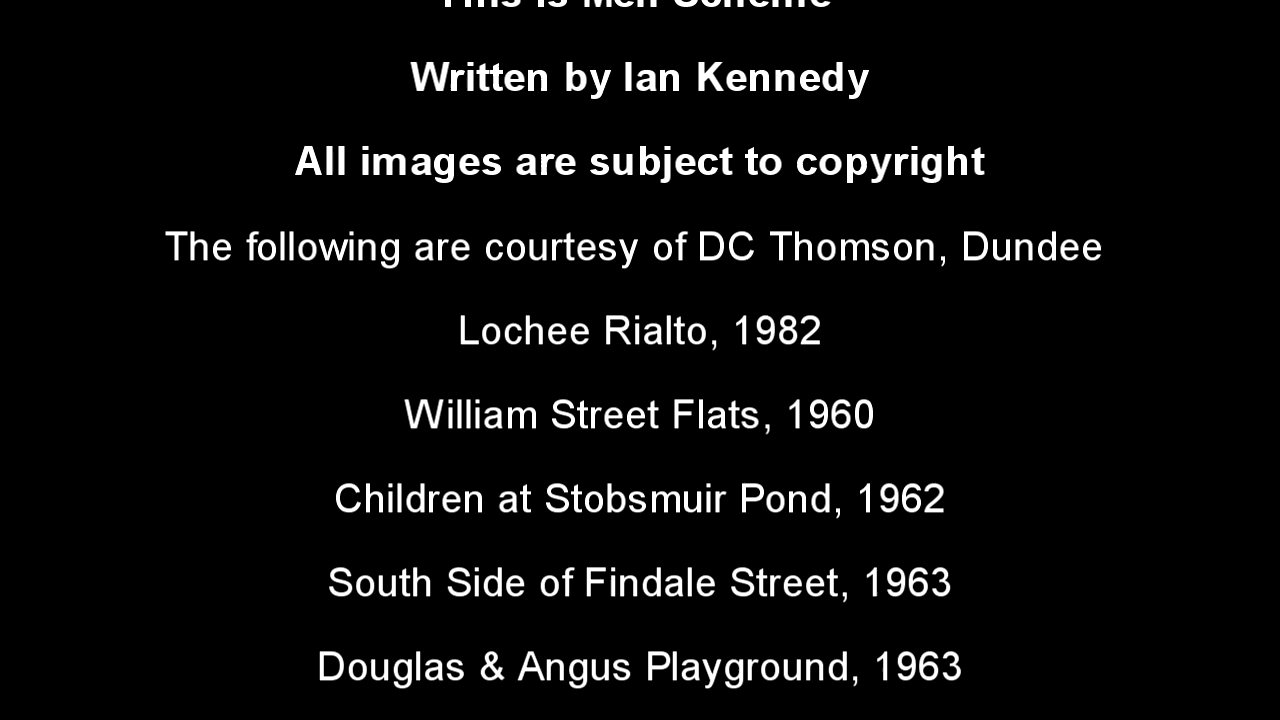 This is Meh Scheme
Written by Ian Kennedy
All images are subject to copyright
The following are courtesy of DC Thomson, Dundee
Lochee Rialto, 1982
William Street Flats, 1960
Children at Stobsmuir Pond, 1962
South Side of Findale Street, 1963
Douglas & Angus Playground, 1963